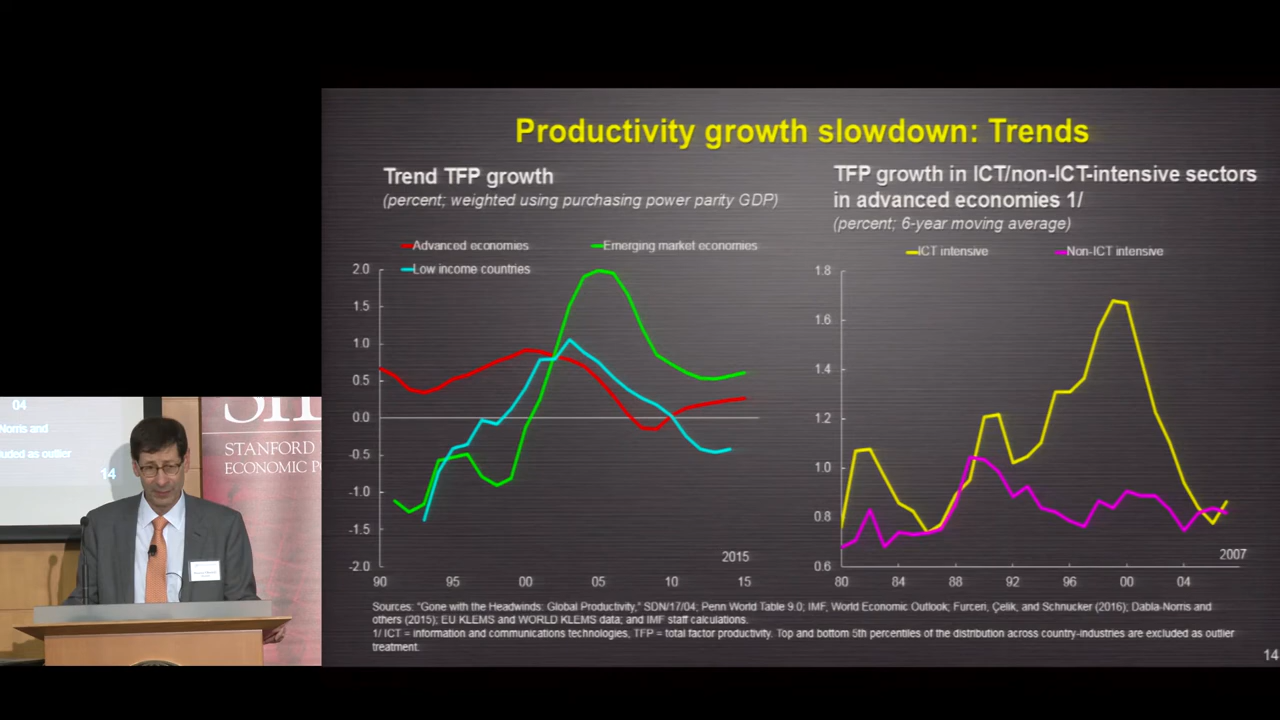 Productivity growth slowdown: Trends
Trend TFP growth
(percent; weighted using purchasing power parity GDP)
Advanced economies
Emerging market economies
Low income countries
2.0
1.5
1.0
0.5
0.0
-0.5
-1.0
-1.5
-2.0
2015
90 95 00 05 10 15
TFP growth in ICT/non-ICT-intensive sectors
in advanced economies 1/
(percent; 6-year moving average)
ICT intensive
Non-ICT intensive
1.8
1.6
1.4
1.2
1.0
0.8
0.6
2007
80 84 88 92 96 00 04
Sources: "Gone with the Headwinds: Global Productivity," SDN/17/04; Penn World Table 9.0; IMF, World Economic Outlook; Furceri, Çelik, and Schnucker (2016); Dabla-Norris and
others (2015); EU KLEMS and WORLD KLEMS data; and IMF staff calculations.
1/ ICT = information and communications technologies, TFP = total factor productivity. Top and bottom 5th percentiles of the distribution across country-industries are excluded as outlier
treatment.
14
04
Norris and
uded as outlier
14
STANFORD
ECONOMIC P